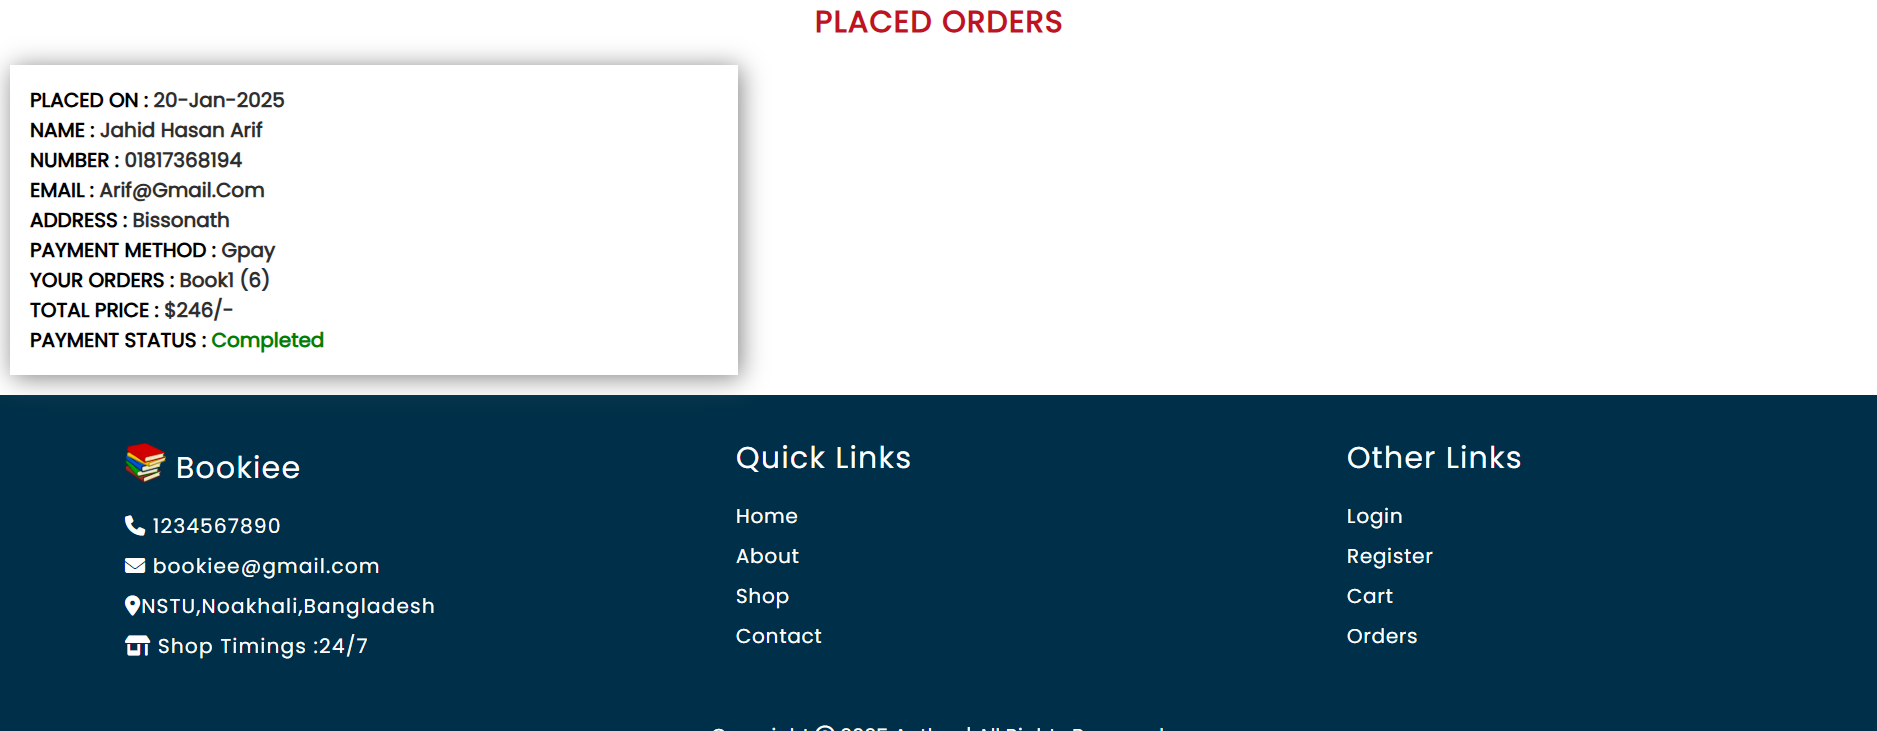 PLACED ORDERS
PLACED ON : 20-Jan-2025
NAME : Jahid Hasan Arif
NUMBER : 01817368194
EMAIL : Arif@Gmail.Com
ADDRESS : Bissonath
PAYMENT METHOD : Gpay
YOUR ORDERS : Book1 (6)
TOTAL PRICE : $246/-
PAYMENT STATUS : Completed
Bookiee
1234567890
bookiee@gmail.com
NSTU,Noakhali,Bangladesh
Shop Timings :24/7
Quick Links
Home
About
Shop
Contact
Other Links
Login
Register
Cart
Orders